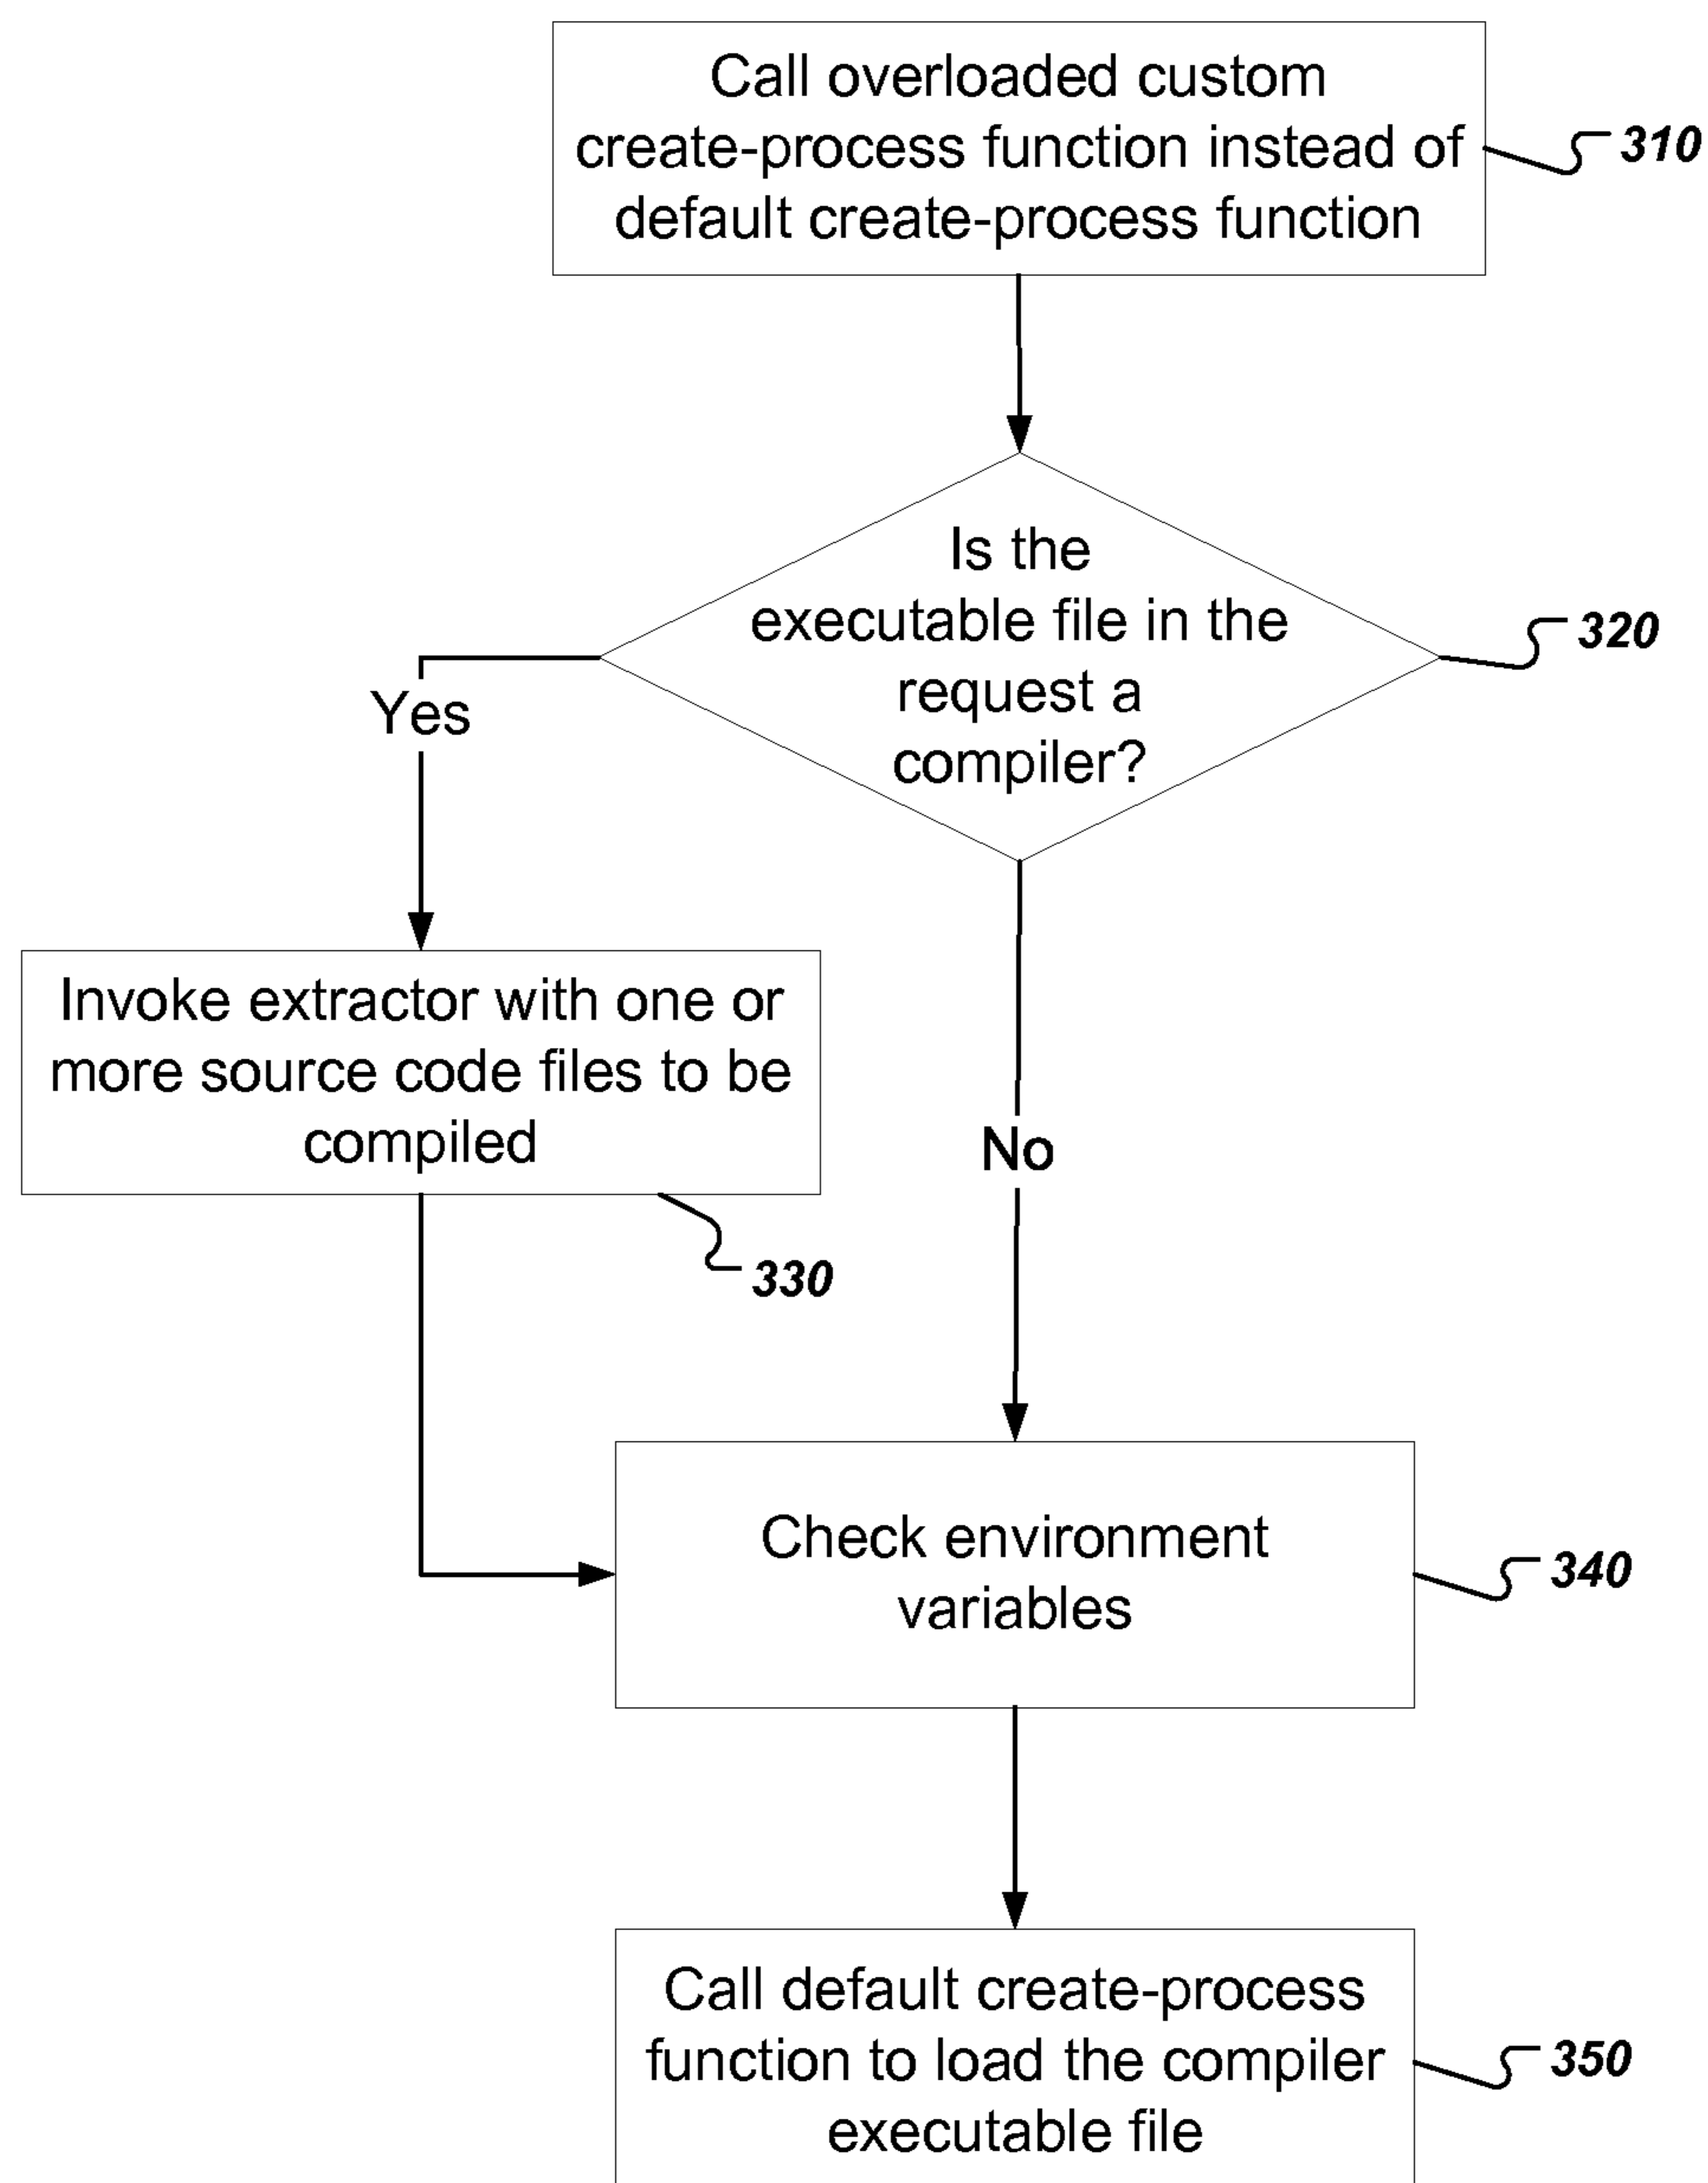 Call overloaded custom
create-process function instead of
default create-process function
310
Is the
executable file in the
request a
compiler?
320
Yes
Invoke extractor with one or
more source code files to be
compiled
330
No
Check environment
variables
340
Call default create-process
function to load the compiler
executable file
350